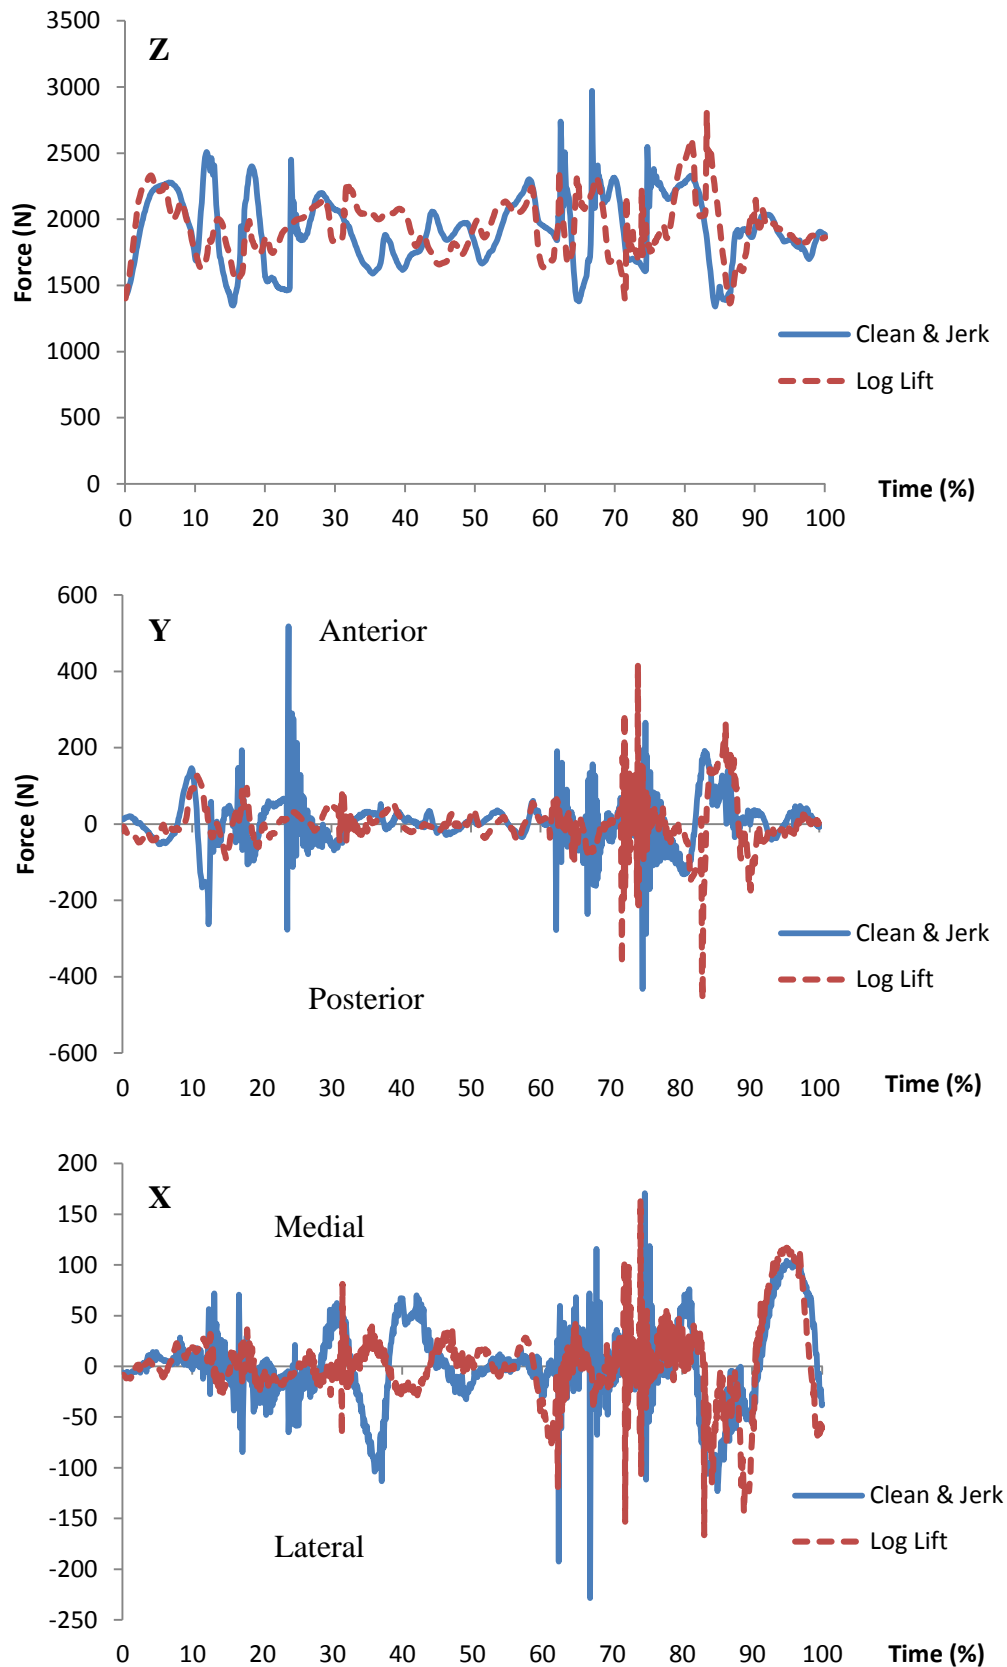 Z
Force (N)
3500
3000
2500
2000
1500
1000
500
0
0 10 20 30 40 50 60 70 80 90 100
Time (%)
Clean & Jerk
Log Lift
Y
Anterior
Posterior
Force (N)
600
400
200
0
-200
-400
-600
0 10 20 30 40 50 60 70 80 90 100
Time (%)
Clean & Jerk
Log Lift
X
Medial
Lateral
200
150
100
50
0
-50
-100
-150
-200
-250
0 10 20 30 40 50 60 70 80 90 100
Time (%)
Clean & Jerk
Log Lift